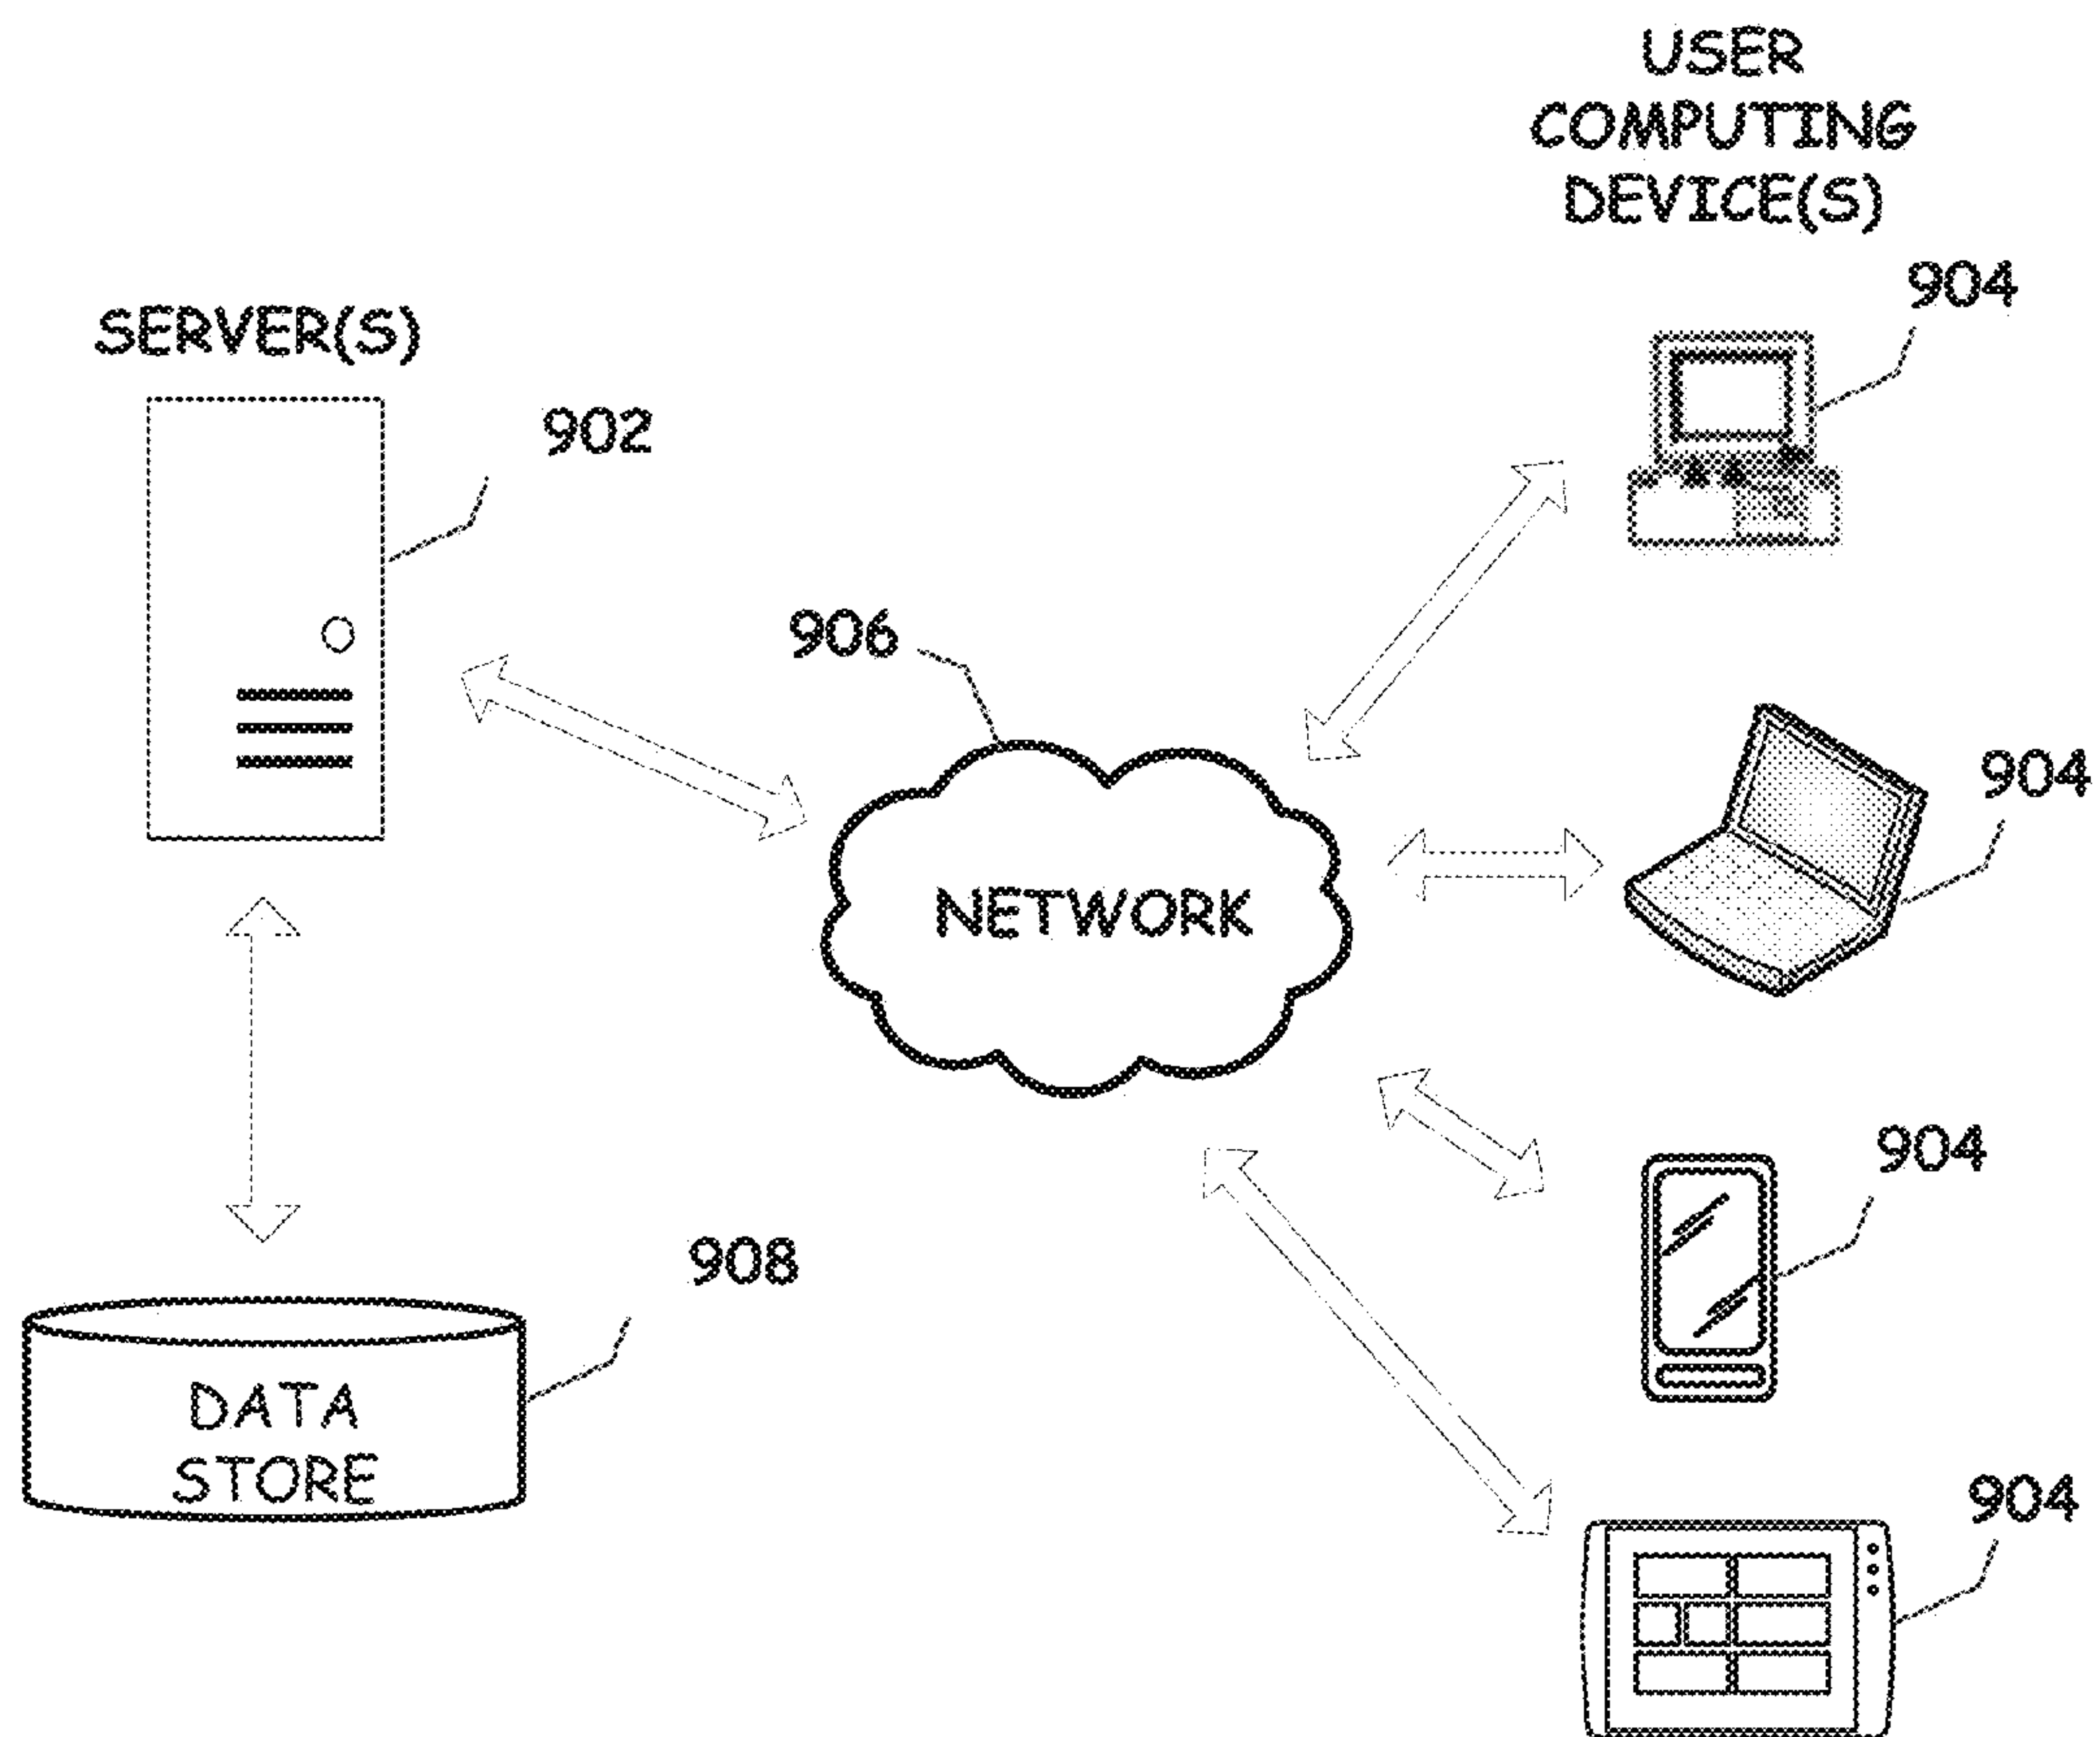 USER
COMPUTING
DEVICE(S)
904
SERVER(S)
902
906
904
NETWORK
904
908
DATA
STORE
904